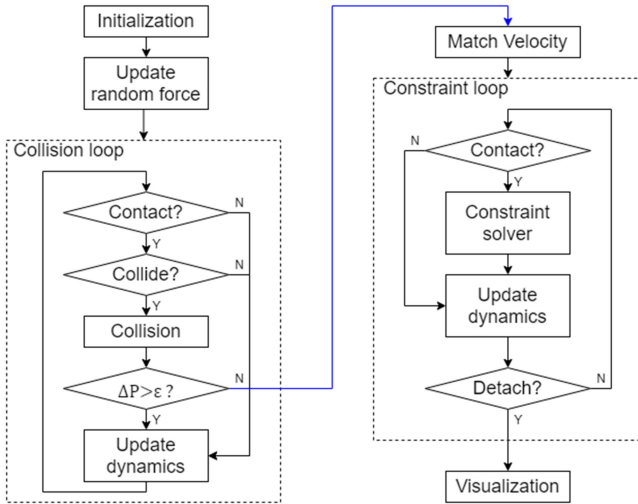 Initialization
Update
random force
Collision loop
Contact?
N
Y
Collide?
N
Y
Collision
ΔP>ε ?
N
Y
Update
dynamics
Match Velocity
Constraint loop
N
Contact?
Y
Constraint
solver
Update
dynamics
Detach?
N
Y
Visualization